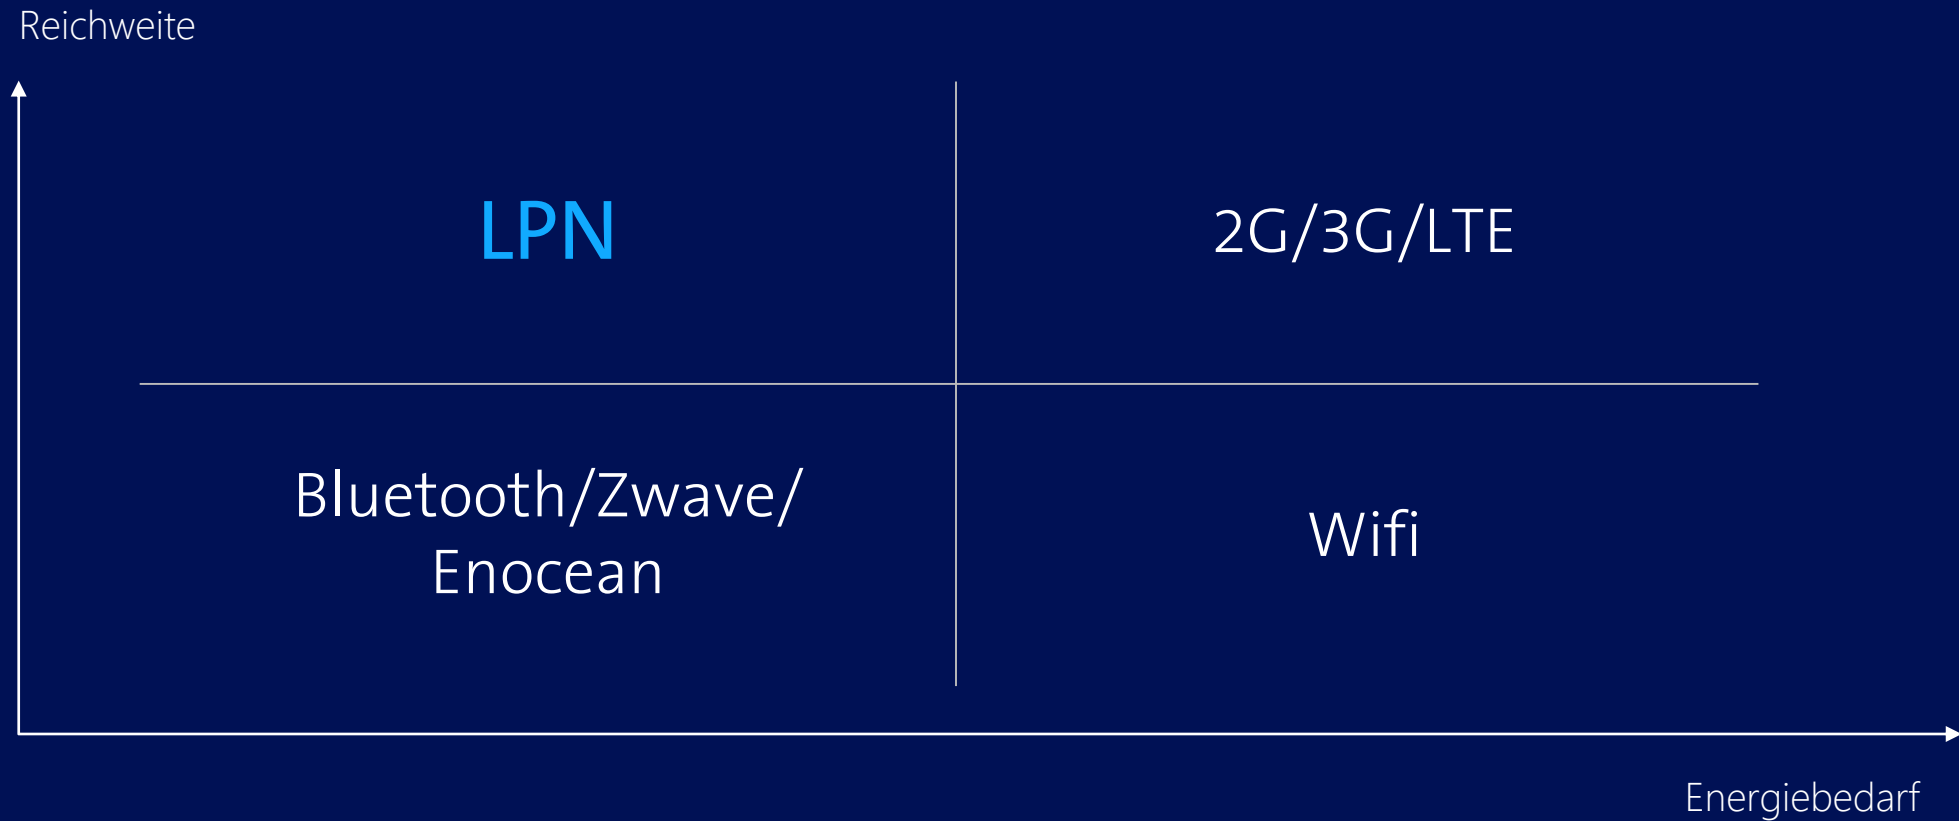 Reichweite
LPN
2G/3G/LTE
Bluetooth/Zwave/
Enocean
Wifi
Energiebedarf